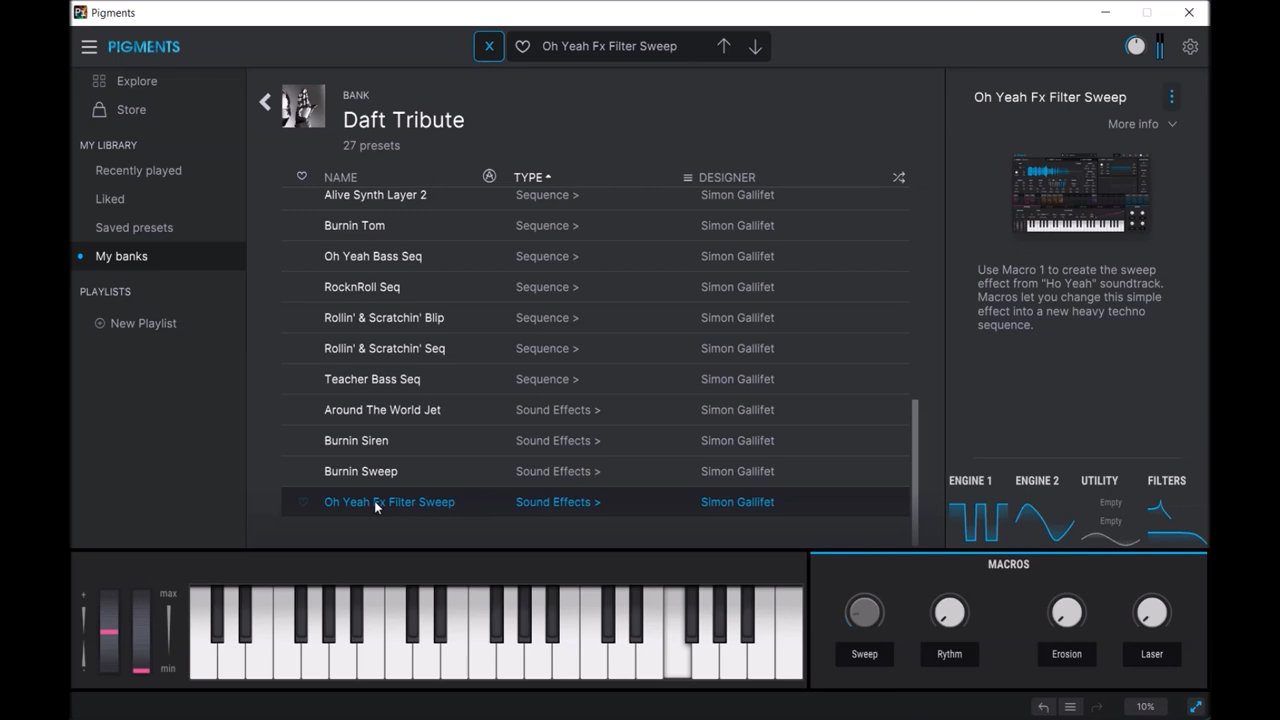 Pigments
PIGMENTS
X
Oh Yeah Fx Filter Sweep
Explore
Store
MY LIBRARY
Recently played
Liked
Saved presets
My banks
PLAYLISTS
New Playlist
BANK
Daft Tribute
27 presets
NAME TYPE DESIGNER
Alive Synth Layer 2 Sequence > Simon Gallifet
Burnin Tom Sequence > Simon Gallifet
Oh Yeah Bass Seq Sequence > Simon Gallifet
RocknRoll Seq Sequence > Simon Gallifet
Rollin' & Scratchin' Blip Sequence > Simon Gallifet
Rollin' & Scratchin' Seq Sequence > Simon Gallifet
Teacher Bass Seq Sequence > Simon Gallifet
Around The World Jet Sound Effects > Simon Gallifet
Burnin Siren Sound Effects > Simon Gallifet
Burnin Sweep Sound Effects > Simon Gallifet
Oh Yeah Fx Filter Sweep Sound Effects > Simon Gallifet
Oh Yeah Fx Filter Sweep
More info
Use Macro 1 to create the sweep
effect from "Ho Yeah" soundtrack.
Macros let you change this simple
effect into a new heavy techno
sequence.
ENGINE 1 ENGINE 2 UTILITY FILTERS
Empty
Empty
+ max
- min
MACROS
Sweep Rythm Erosion Laser
10%